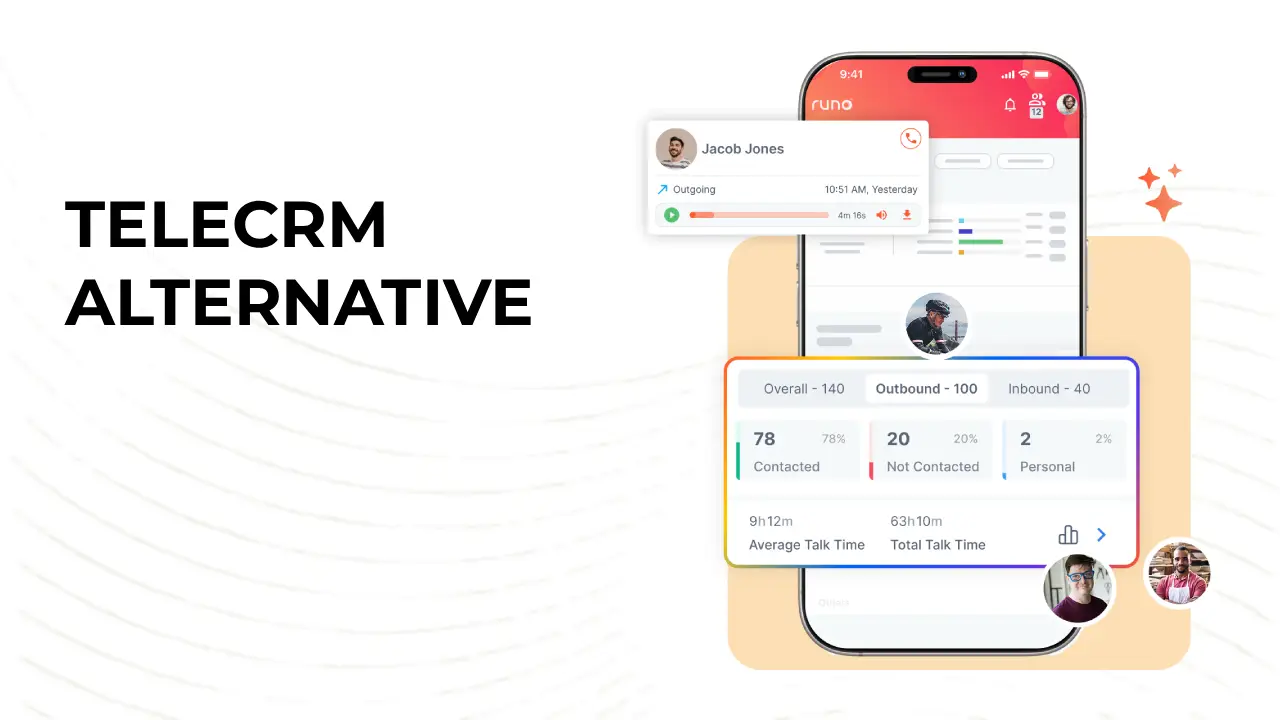 TELECRM
ALTERNATIVE
9:41
runo
12
Jacob Jones
Outgoing
10:51 AM, Yesterday
4m 16s
Overall - 140
Outbound - 100
Inbound - 40
78
78%
Contacted
20
20%
Not Contacted
2
2%
Personal
9h12m
Average Talk Time
63h10m
Total Talk Time